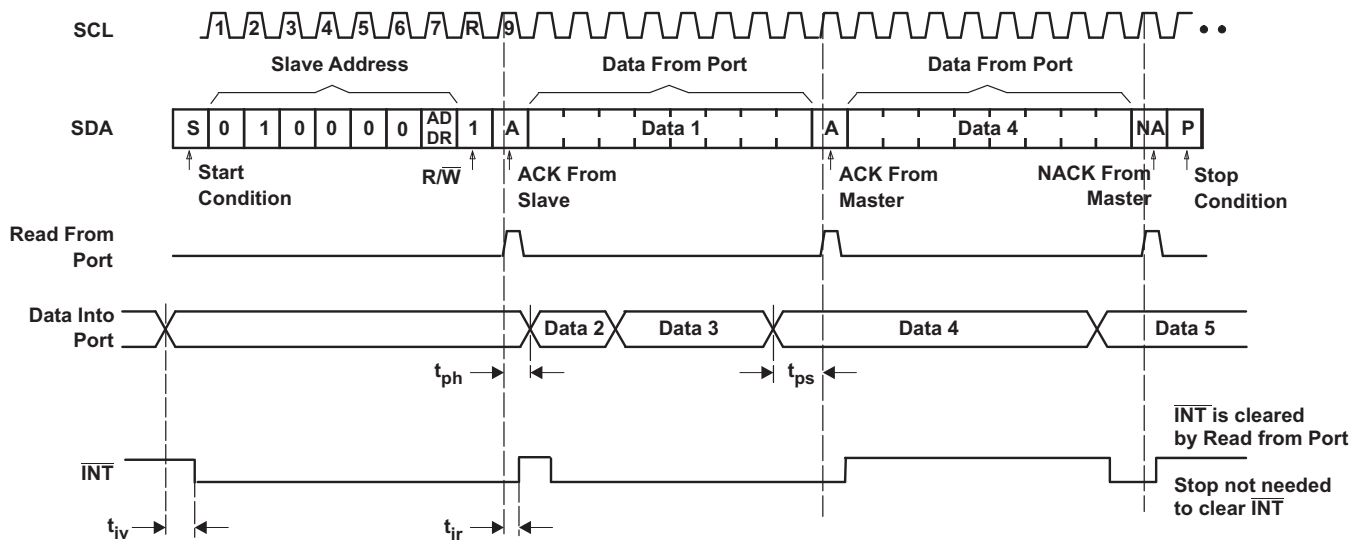 SCL 1 2 3 4 5 6 7 R 9
Slave Address Data From Port Data From Port
SDA S 0 1 0 0 0 0 AD DR 1 A Data 1 A Data 4 NA P
Start Condition
R/W̅
ACK From Slave
ACK From Master
NACK From Master
Stop Condition
Read From Port
Data Into Port
Data 2 Data 3 Data 4 Data 5
tph tps
I̅N̅T̅ is cleared by Read from Port
I̅N̅T̅
Stop not needed to clear I̅N̅T̅
tiv tir